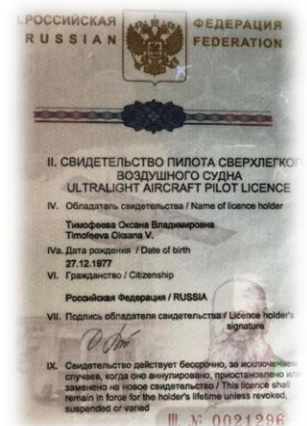 РОССИЙСКАЯ ФЕДЕРАЦИЯ
RUSSIAN FEDERATION
II. СВИДЕТЕЛЬСТВО ПИЛОТА СВЕРХЛЕГКОГО
ВОЗДУШНОГО СУДНА
ULTRALIGHT AIRCRAFT PILOT LICENCE
IV. Обладатель свидетельства / Name of licence holder
Тимофеева Оксана Владимировна
Timofeeva Oksana V.
IVa. Дата рождения / Date of birth
27.12.1977
VI. Гражданство / Citizenship
Российская Федерация / RUSSIA
VII. Подпись обладателя свидетельства / Licence holder's
signature
IX. Свидетельство действует бессрочно, за исключением
случаев, когда оно аннулировано, приостановлено или
заменено на новое свидетельство / This licence shall
remain in force for the holder's lifetime unless revoked,
suspended or varied
III. № 0021296